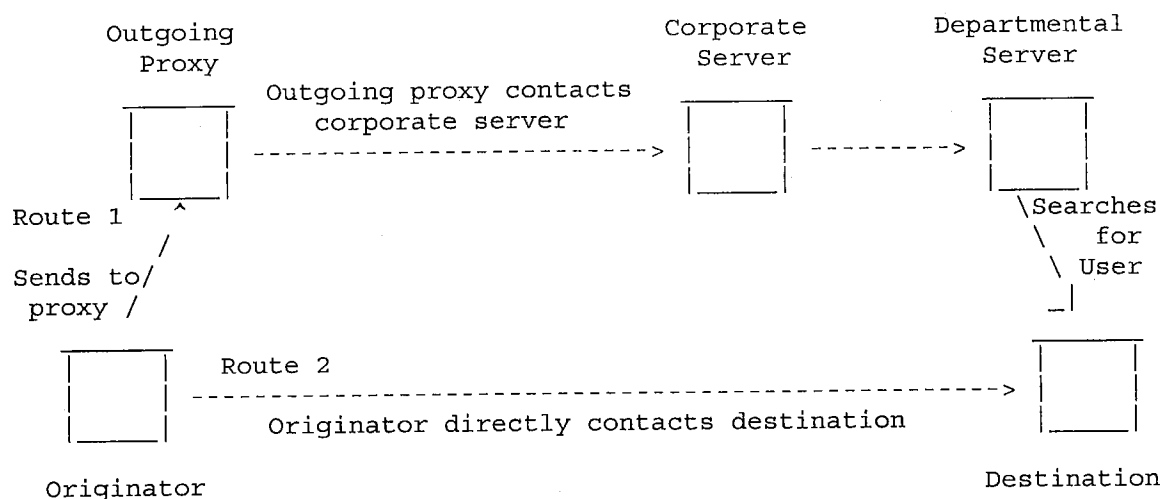 Outgoing
Proxy
Corporate
Server
Departmental
Server
Outgoing proxy contacts
corporate server
Route 1
Sends to
proxy
Searches
for
User
Route 2
Originator directly contacts destination
Originator
Destination